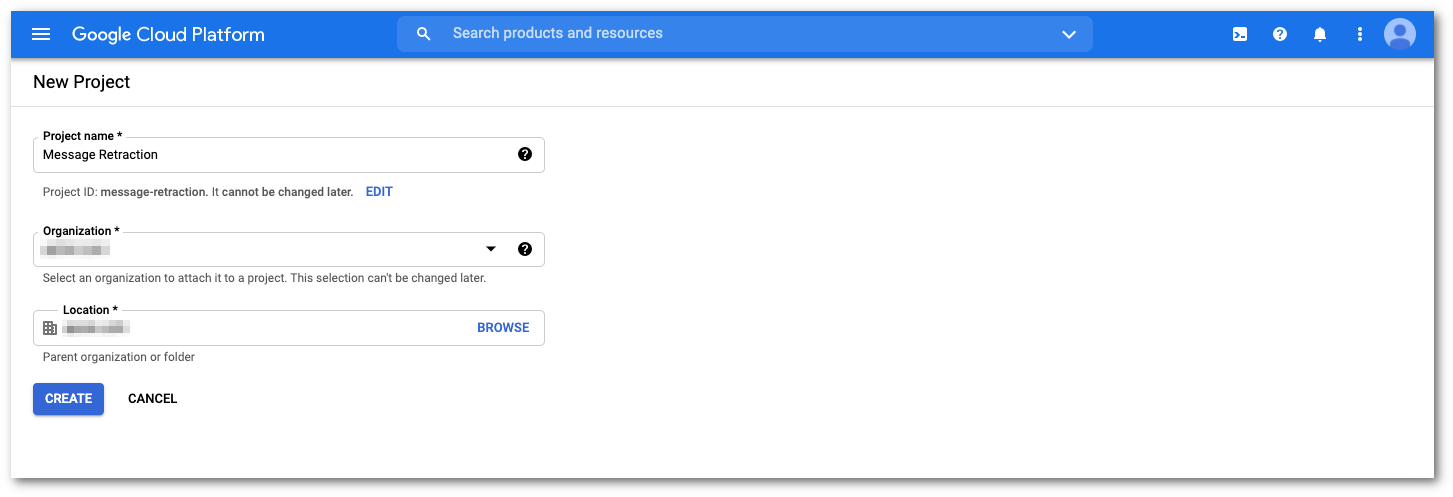 Google Cloud Platform
Search products and resources
New Project
Project name *
Message Retraction
Project ID: message-retraction. It cannot be changed later. EDIT
Organization *
Select an organization to attach it to a project. This selection can't be changed later.
Location *
BROWSE
Parent organization or folder
CREATE CANCEL